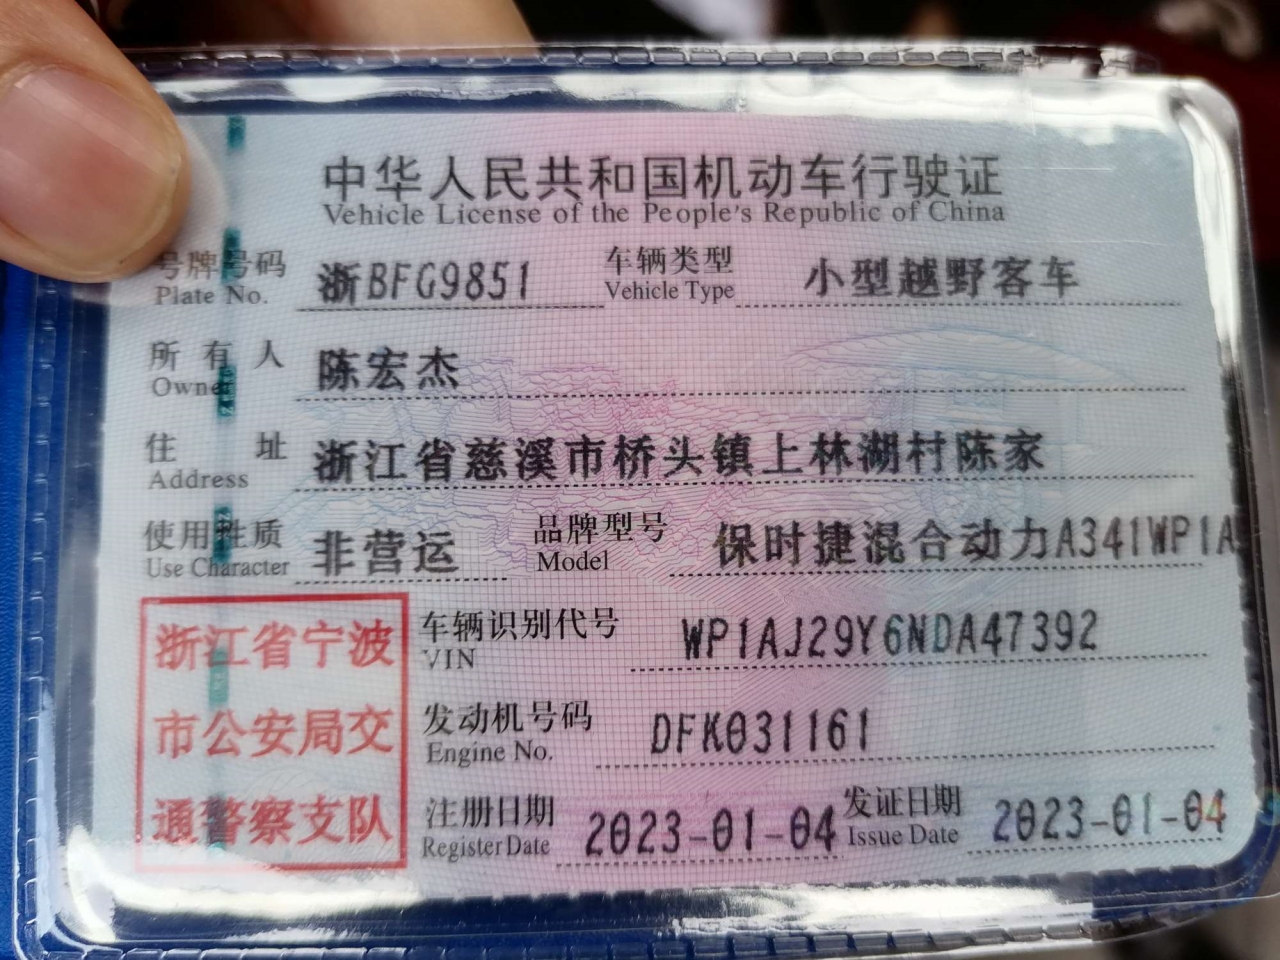 中华人民共和国机动车行驶证
Vehicle License of the People's Republic of China
号牌号码 浙BFG9851 车辆类型 小型越野客车
Plate No. Vehicle Type
所有人 陈宏杰
Owner
住址 浙江省慈溪市桥头镇上林湖村陈家
Address
使用性质 非营运 品牌型号 保时捷混合动力A341WP1A
Use Character Model
浙江省宁波
市公安局交
通警察支队
车辆识别代号 WP1AJ29Y6NDA47392
VIN
发动机号码 DFK031161
Engine No.
注册日期 2023-01-04 发证日期 2023-01-04
Register Date Issue Date